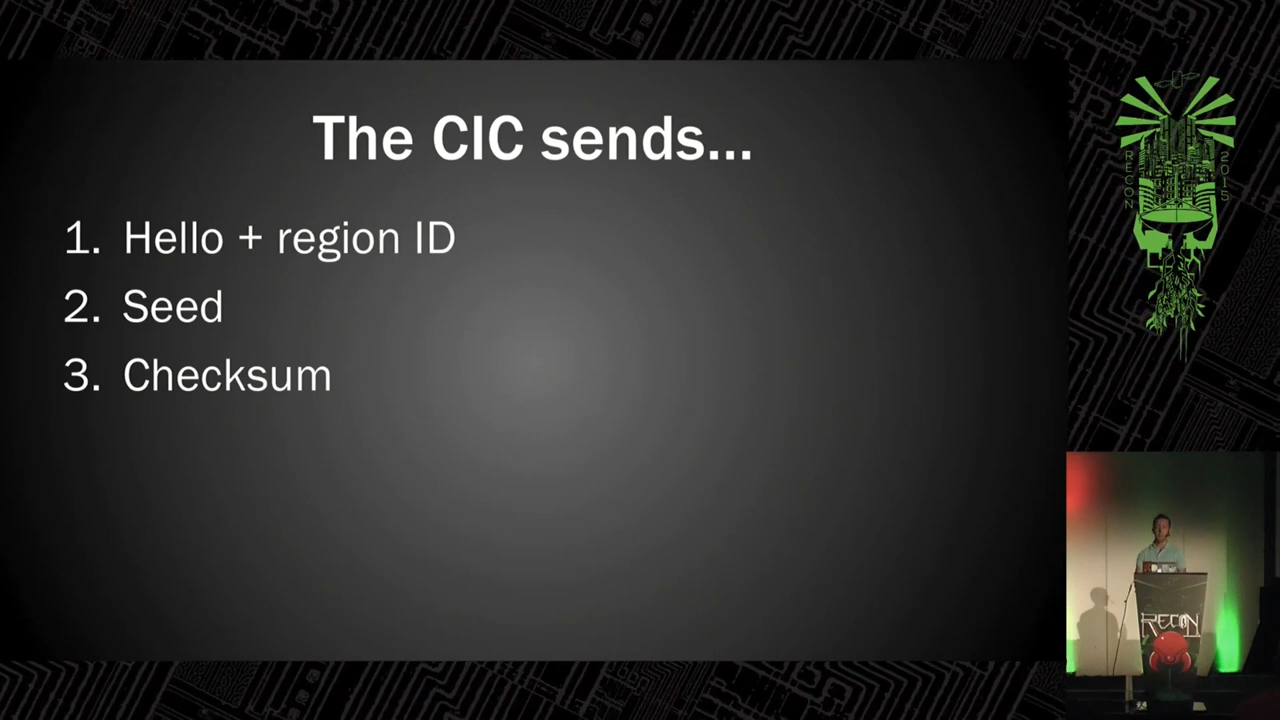 The CIC sends...
1. Hello + region ID
2. Seed
3. Checksum
RECON
2015
RECON